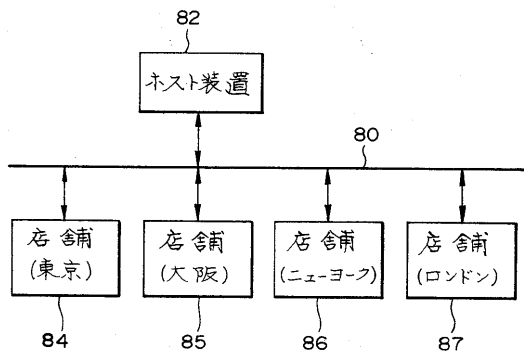 82
ホスト装置
80
店舗
(東京)
店舗
(大阪)
店舗
(ニューヨーク)
店舗
(ロンドン)
84
85
86
87